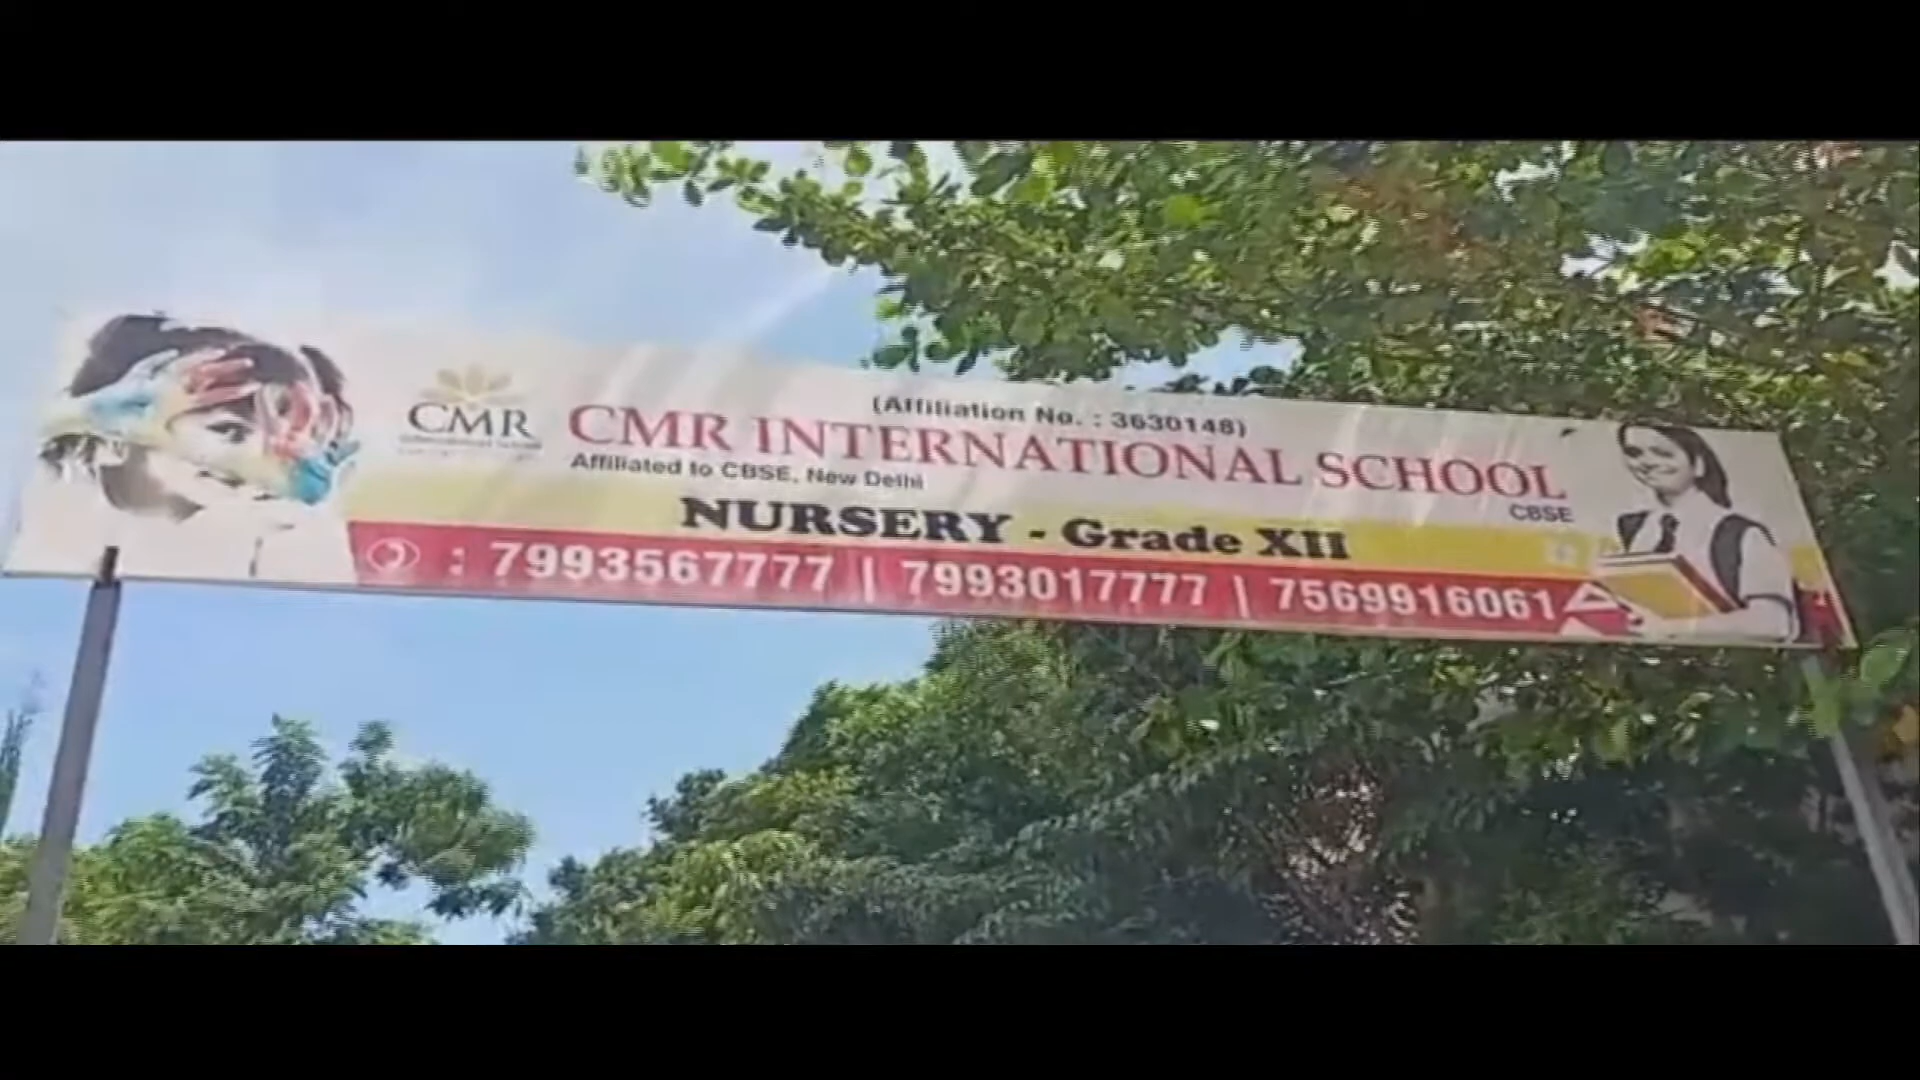 CMR
(Affiliation No. : 3630148)
CMR INTERNATIONAL SCHOOL
Affiliated to CBSE, New Delhi
CBSE
NURSERY - Grade XII
: 7993567777 | 7993017777 | 7569916061